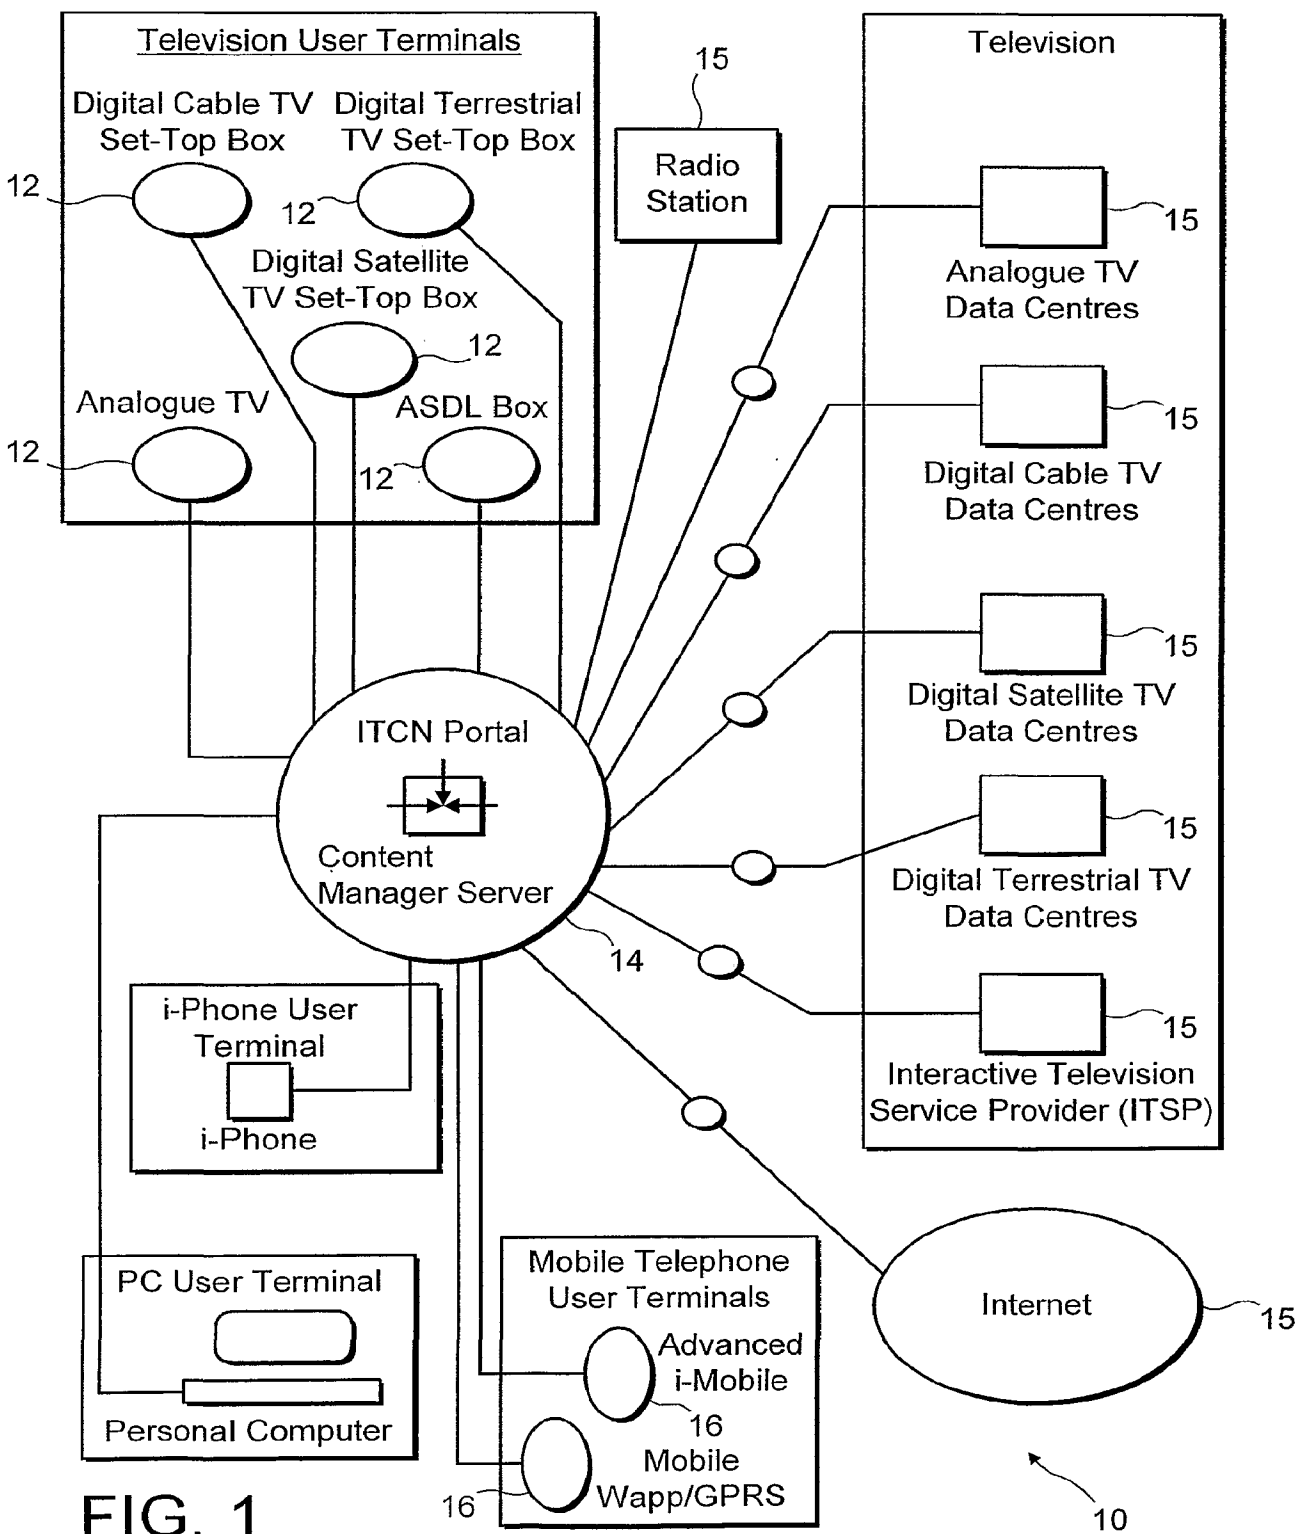 Television User Terminals
Digital Cable TV
Set-Top Box
Digital Terrestrial
TV Set-Top Box
12
12
Digital Satellite
TV Set-Top Box
12
Analogue TV
ASDL Box
12
12
15
Radio
Station
Television
15
Analogue TV
Data Centres
15
Digital Cable TV
Data Centres
15
Digital Satellite TV
Data Centres
15
Digital Terrestrial TV
Data Centres
15
Interactive Television
Service Provider (ITSP)
ITCN Portal
Content
Manager Server
14
i-Phone User
Terminal
i-Phone
PC User Terminal
Personal Computer
Mobile Telephone
User Terminals
Advanced
i-Mobile
16
Mobile
Wapp/GPRS
16
Internet
15
10
FIG. 1